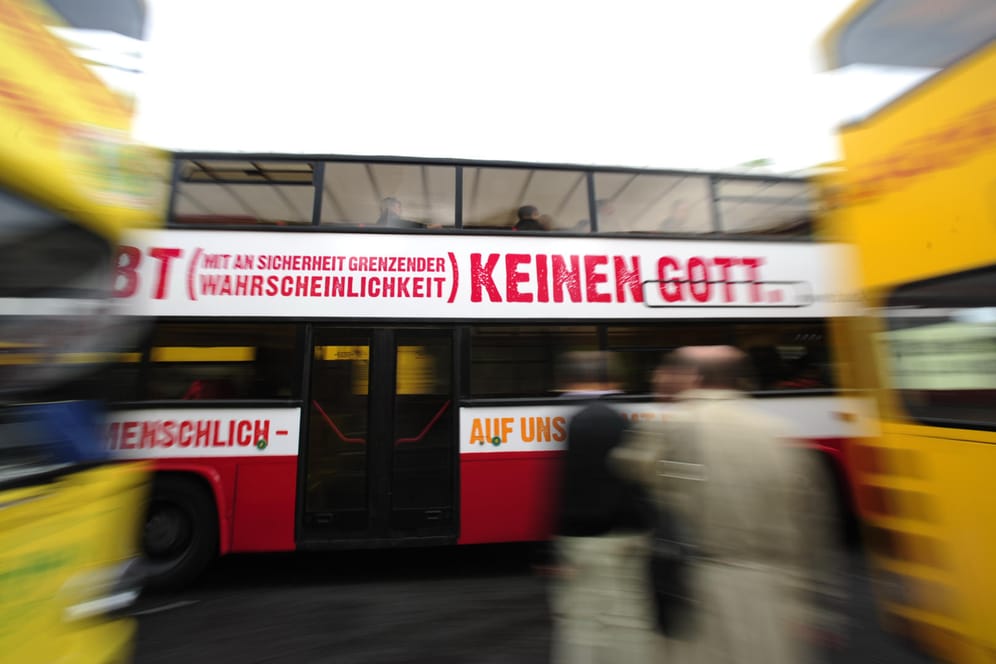 BT (MIT AN SICHERHEIT GRENZENDER
WAHRSCHEINLICHKEIT) KEINEN GOTT.
MENSCHLICH-
AUF UNS